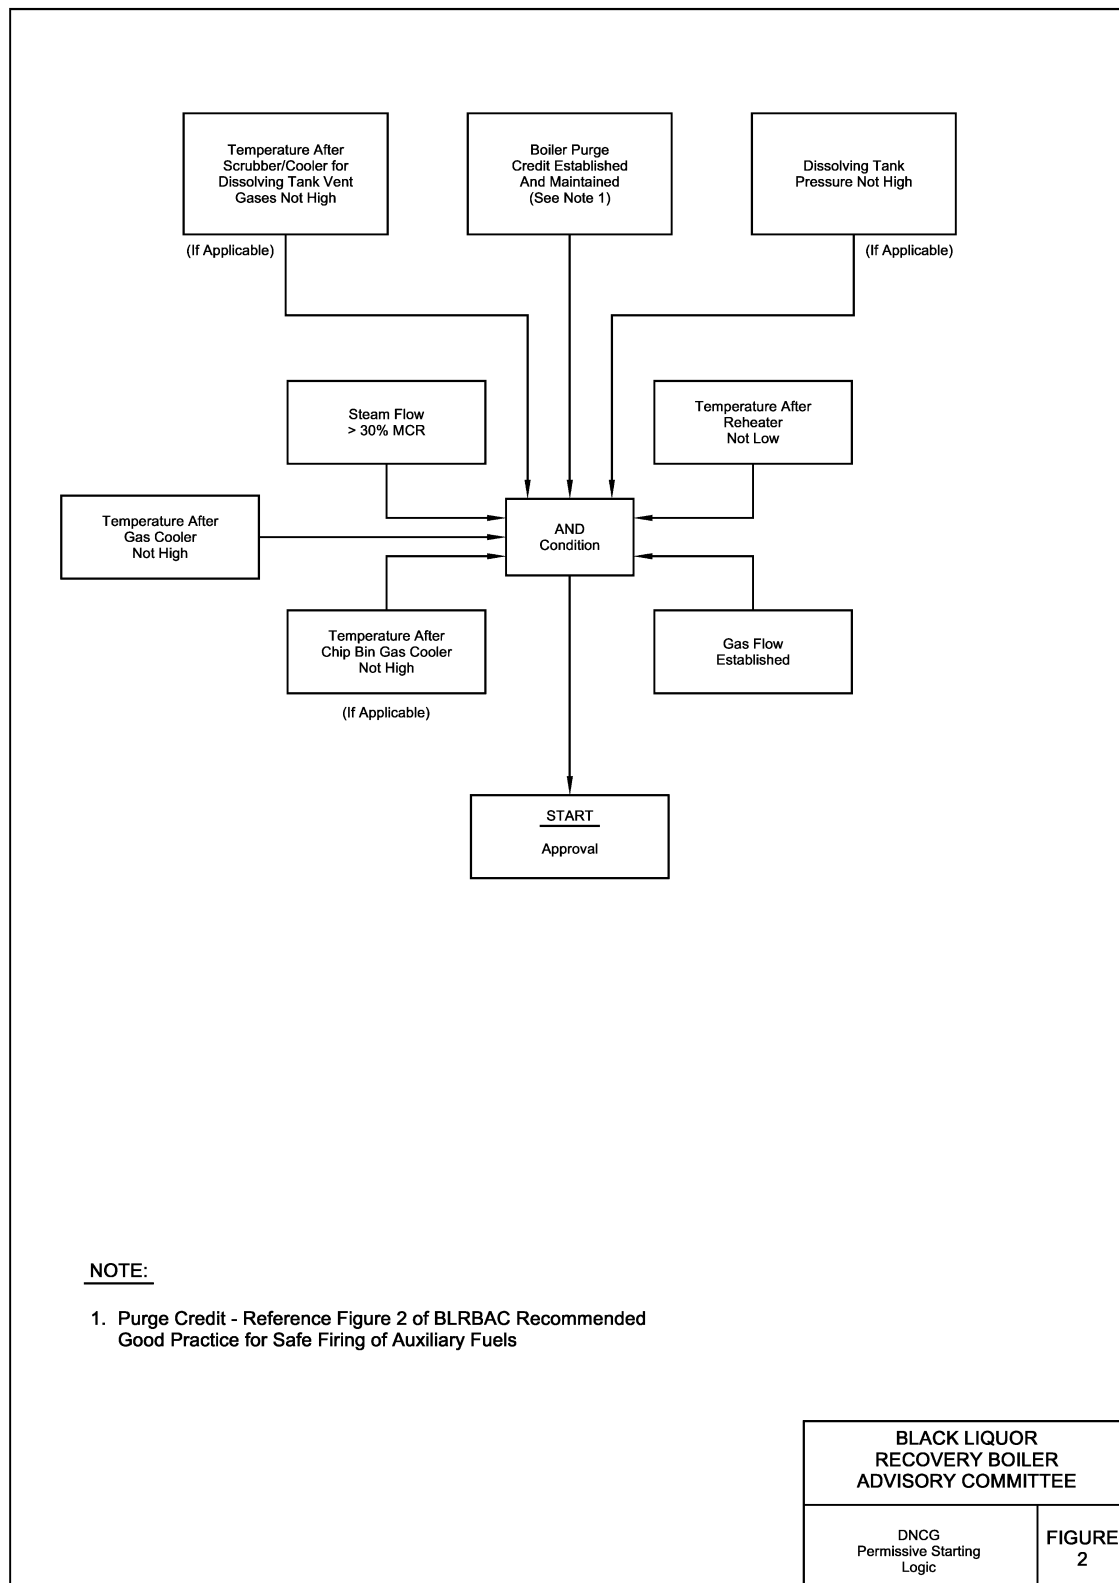 Temperature After
Scrubber/Cooler for
Dissolving Tank Vent
Gases Not High
(If Applicable)
Boiler Purge
Credit Established
And Maintained
(See Note 1)
Dissolving Tank
Pressure Not High
(If Applicable)
Steam Flow
> 30% MCR
Temperature After
Reheater
Not Low
Temperature After
Gas Cooler
Not High
AND
Condition
Temperature After
Chip Bin Gas Cooler
Not High
(If Applicable)
Gas Flow
Established
START
Approval
NOTE:
1. Purge Credit - Reference Figure 2 of BLRBAC Recommended
Good Practice for Safe Firing of Auxiliary Fuels
BLACK LIQUOR
RECOVERY BOILER
ADVISORY COMMITTEE
DNCG
Permissive Starting
Logic
FIGURE
2